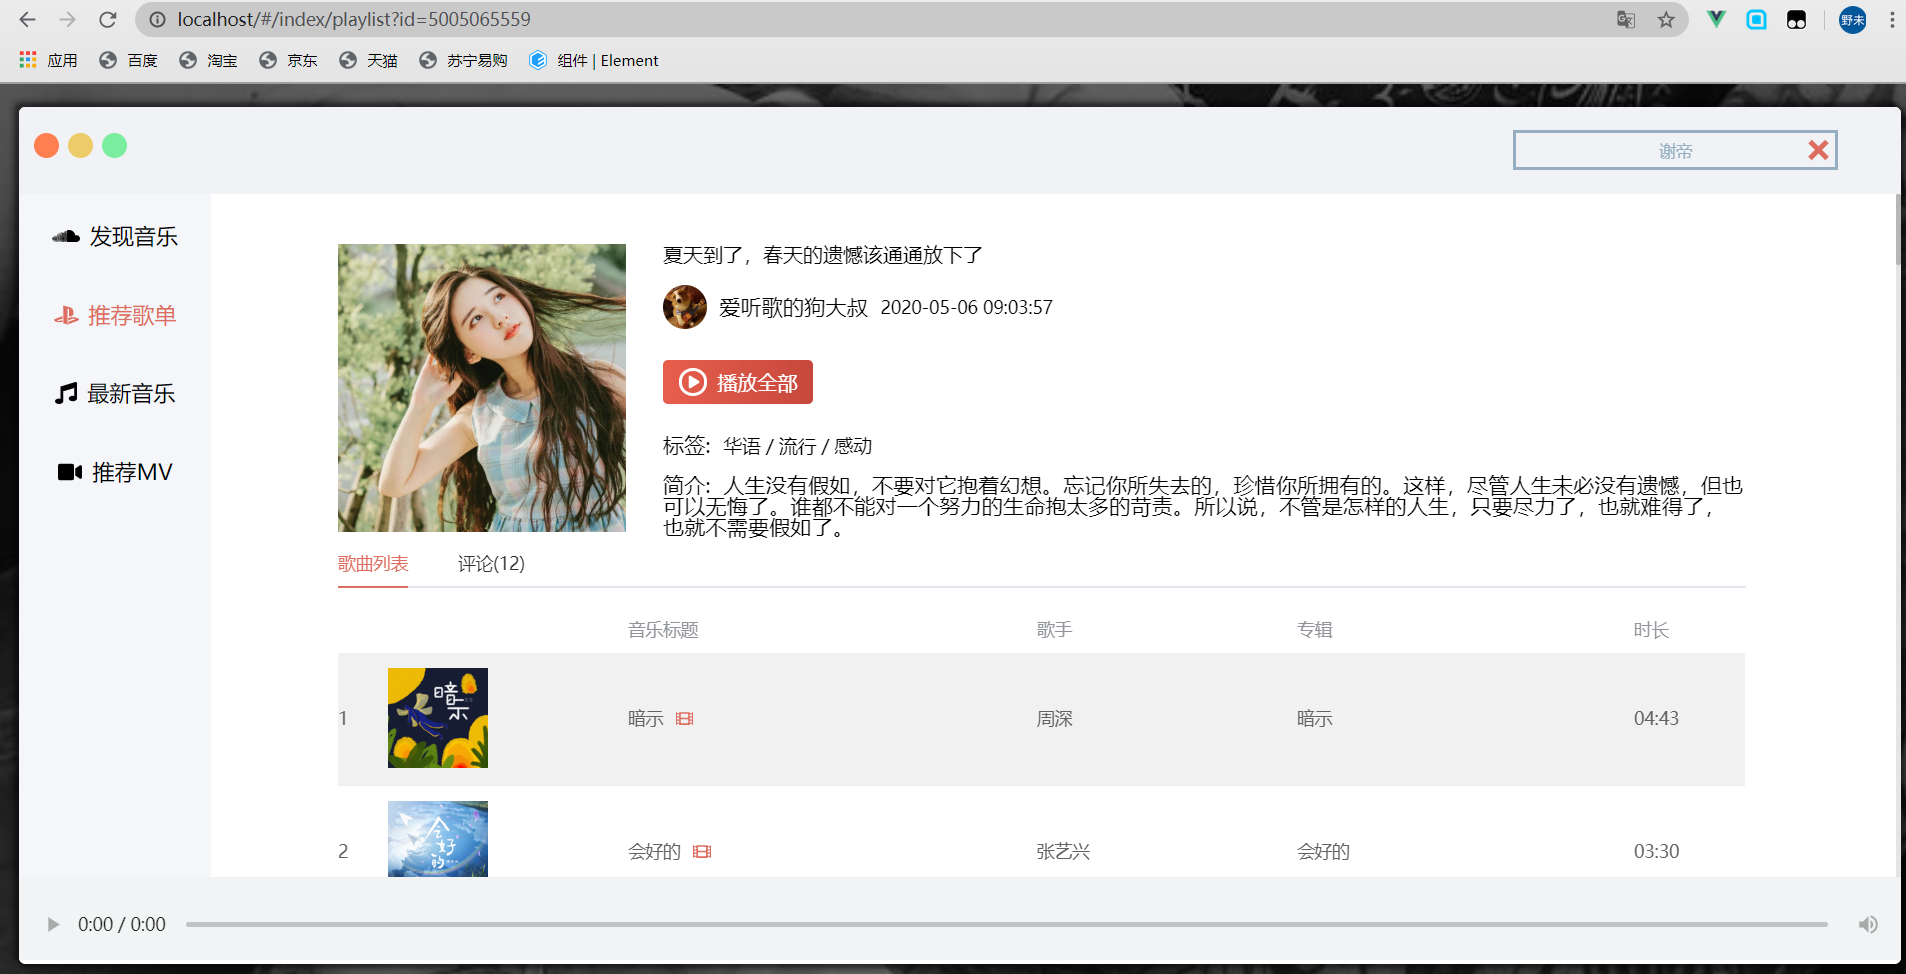 localhost/#/index/playlist?id=5005065559
野未
应用 百度 淘宝 京东 天猫 苏宁易购 组件 | Element
谢帝
发现音乐
推荐歌单
最新音乐
推荐MV
夏天到了，春天的遗憾该通通放下了
爱听歌的狗大叔 2020-05-06 09:03:57
播放全部
标签: 华语 / 流行 / 感动
简介: 人生没有假如，不要对它抱着幻想。忘记你所失去的，珍惜你所拥有的。这样，尽管人生未必没有遗憾，但也
可以无悔了。谁都不能对一个努力的生命抱太多的苛责。所以说，不管是怎样的人生，只要尽力了，也就难得了，
也就不需要假如了。
歌曲列表 评论(12)
音乐标题 歌手 专辑 时长
暗示
1 暗示 周深 暗示 04:43
会好的
2 会好的 张艺兴 会好的 03:30
0:00 / 0:00